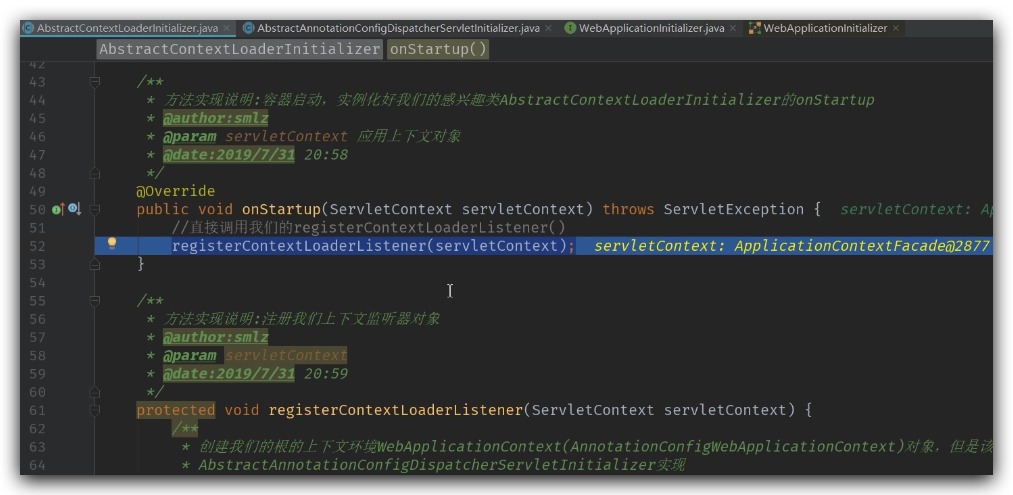 AbstractContextLoaderInitializer.java × AbstractAnnotationConfigDispatcherServletInitializer.java × WebApplicationInitializer.java × WebApplicationInitializer ×
AbstractContextLoaderInitializer onStartup()
42
43 /**
44 * 方法实现说明:容器启动，实例化好我们的感兴趣类AbstractContextLoaderInitializer的onStartup
45 * @author:smlz
46 * @param servletContext 应用上下文对象
47 * @date:2019/7/31 20:58
48 */
49 @Override
50 public void onStartup(ServletContext servletContext) throws ServletException { servletContext: Ap
51 //直接调用我们的registerContextLoaderListener()
52 registerContextLoaderListener(servletContext); servletContext: ApplicationContextFacade@2877
53 }
54
55 /**
56 * 方法实现说明:注册我们上下文监听器对象
57 * @author:smlz
58 * @param servletContext
59 * @date:2019/7/31 20:59
60 */
61 protected void registerContextLoaderListener(ServletContext servletContext) {
62 /**
63 * 创建我们的根的上下文环境WebApplicationContext(AnnotationConfigWebApplicationContext)对象，但是该
64 * AbstractAnnotationConfigDispatcherServletInitializer实现